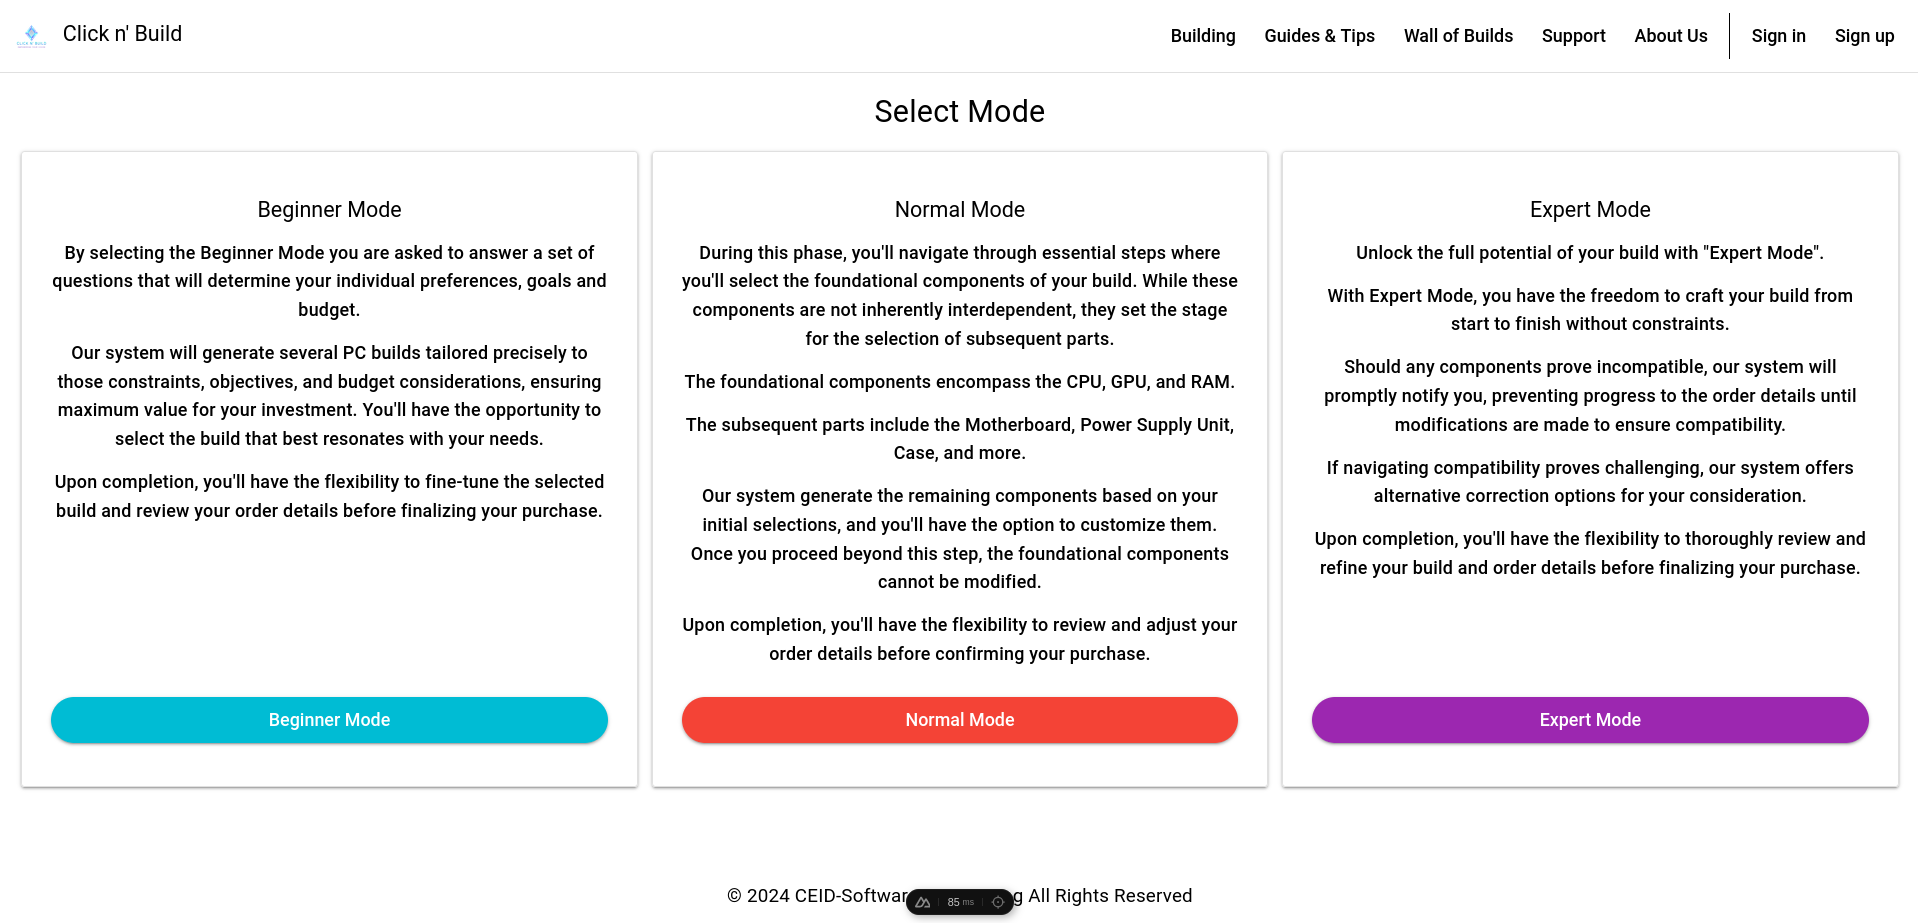 Click n' Build
Building
Guides & Tips
Wall of Builds
Support
About Us
Sign in
Sign up
Select Mode
Beginner Mode
By selecting the Beginner Mode you are asked to answer a set of
questions that will determine your individual preferences, goals and
budget.
Our system will generate several PC builds tailored precisely to
those constraints, objectives, and budget considerations, ensuring
maximum value for your investment. You'll have the opportunity to
select the build that best resonates with your needs.
Upon completion, you'll have the flexibility to fine-tune the selected
build and review your order details before finalizing your purchase.
Beginner Mode
Normal Mode
During this phase, you'll navigate through essential steps where
you'll select the foundational components of your build. While these
components are not inherently interdependent, they set the stage
for the selection of subsequent parts.
The foundational components encompass the CPU, GPU, and RAM.
The subsequent parts include the Motherboard, Power Supply Unit,
Case, and more.
Our system generate the remaining components based on your
initial selections, and you'll have the option to customize them.
Once you proceed beyond this step, the foundational components
cannot be modified.
Upon completion, you'll have the flexibility to review and adjust your
order details before confirming your purchase.
Normal Mode
Expert Mode
Unlock the full potential of your build with "Expert Mode".
With Expert Mode, you have the freedom to craft your build from
start to finish without constraints.
Should any components prove incompatible, our system will
promptly notify you, preventing progress to the order details until
modifications are made to ensure compatibility.
If navigating compatibility proves challenging, our system offers
alternative correction options for your consideration.
Upon completion, you'll have the flexibility to thoroughly review and
refine your build and order details before finalizing your purchase.
Expert Mode
© 2024 All Rights Reserved
85 ms